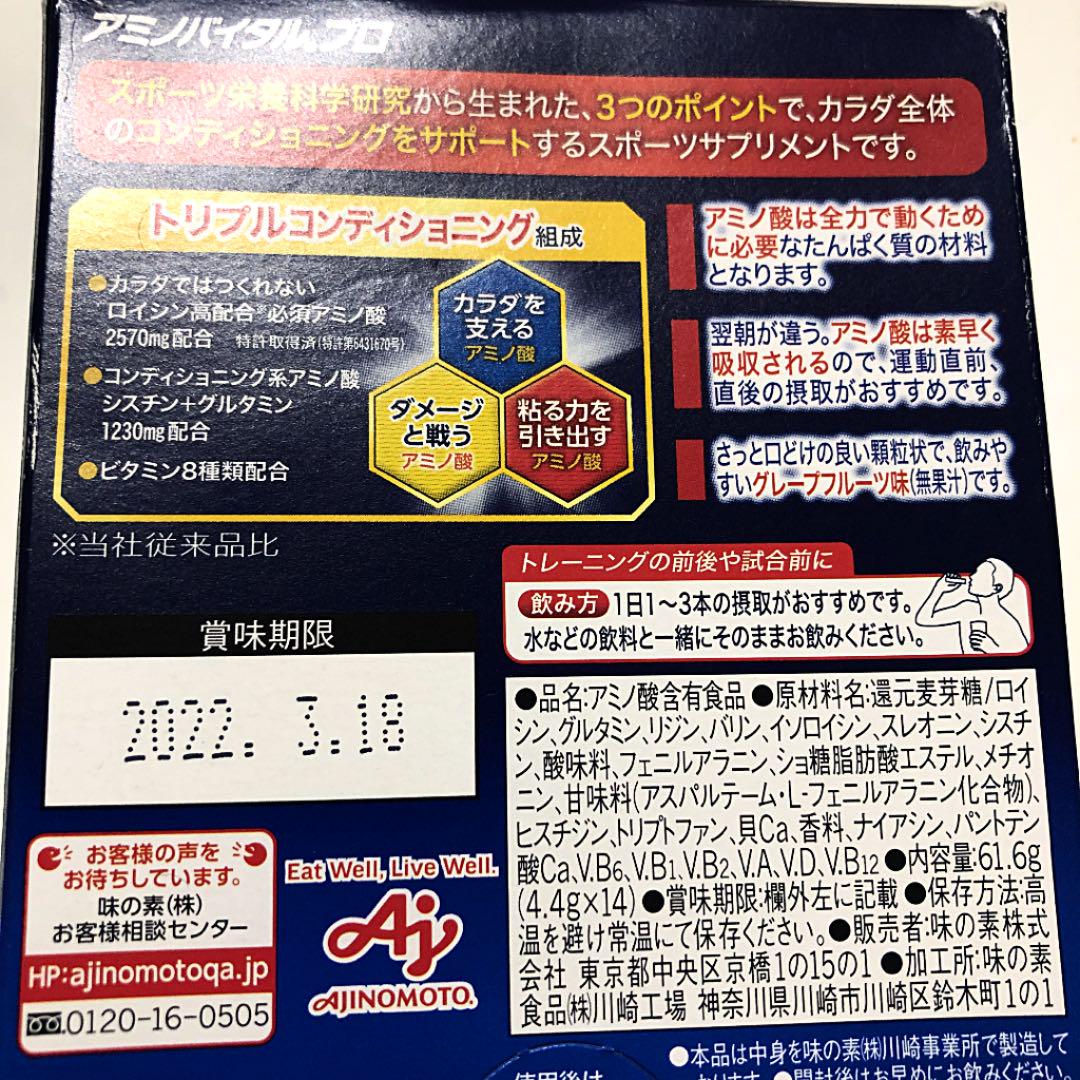 アミノバイタル®プロ
スポーツ栄養科学研究から生まれた、3つのポイントで、カラダ全体
のコンディショニングをサポートするスポーツサプリメントです。
トリプルコンディショニング組成
●カラダではつくれない
ロイシン高配合 必須アミノ酸
2570mg配合 特許取得済(特許第6431670号)
●コンディショニング系アミノ酸
シスチン+グルタミン
1230mg配合
●ビタミン8種類配合
カラダを
支える
アミノ酸
ダメージ
と戦う
アミノ酸
粘る力を
引き出す
アミノ酸
※当社従来品比
アミノ酸は全力で動くため
に必要なたんぱく質の材料
となります。
翌朝が違う。アミノ酸は素早く
吸収されるので、運動直前、
直後の摂取がおすすめです。
さっと口どけの良い顆粒状で、飲みや
すいグレープフルーツ味(無果汁)です。
トレーニングの前後や試合前に
飲み方 1日1〜3本の摂取がおすすめです。
水などの飲料と一緒にそのままお飲みください。
賞味期限
2022. 3.18
●品名:アミノ酸含有食品 ●原材料名:還元麦芽糖/ロイ
シン、グルタミン、リジン、バリン、イソロイシン、スレオニン、シスチ
ン、酸味料、フェニルアラニン、ショ糖脂肪酸エステル、メチオ
ニン、甘味料(アスパルテーム・L-フェニルアラニン化合物)、
ヒスチジン、トリプトファン、貝Ca、香料、ナイアシン、パントテン
酸Ca、V.B6、V.B1、V.B2、V.A、V.D、V.B12 ●内容量:61.6g
(4.4g×14) ●賞味期限:欄外左に記載 ●保存方法:高
温を避け常温にて保存ください。●販売者:味の素株式
会社 東京都中央区京橋1の15の1 ●加工所:味の素
食品㈱川崎工場 神奈川県川崎市川崎区鈴木町1の1
お客様の声を
お待ちしています。
味の素(株)
お客様相談センター
HP:ajinomotoqa.jp
0120-16-0505
Eat Well, Live Well.
Aj
AJINOMOTO.
●本品は中身を味の素㈱川崎事業所で製造して
おります。●開封後はお早めにお飲みください。
使用後は